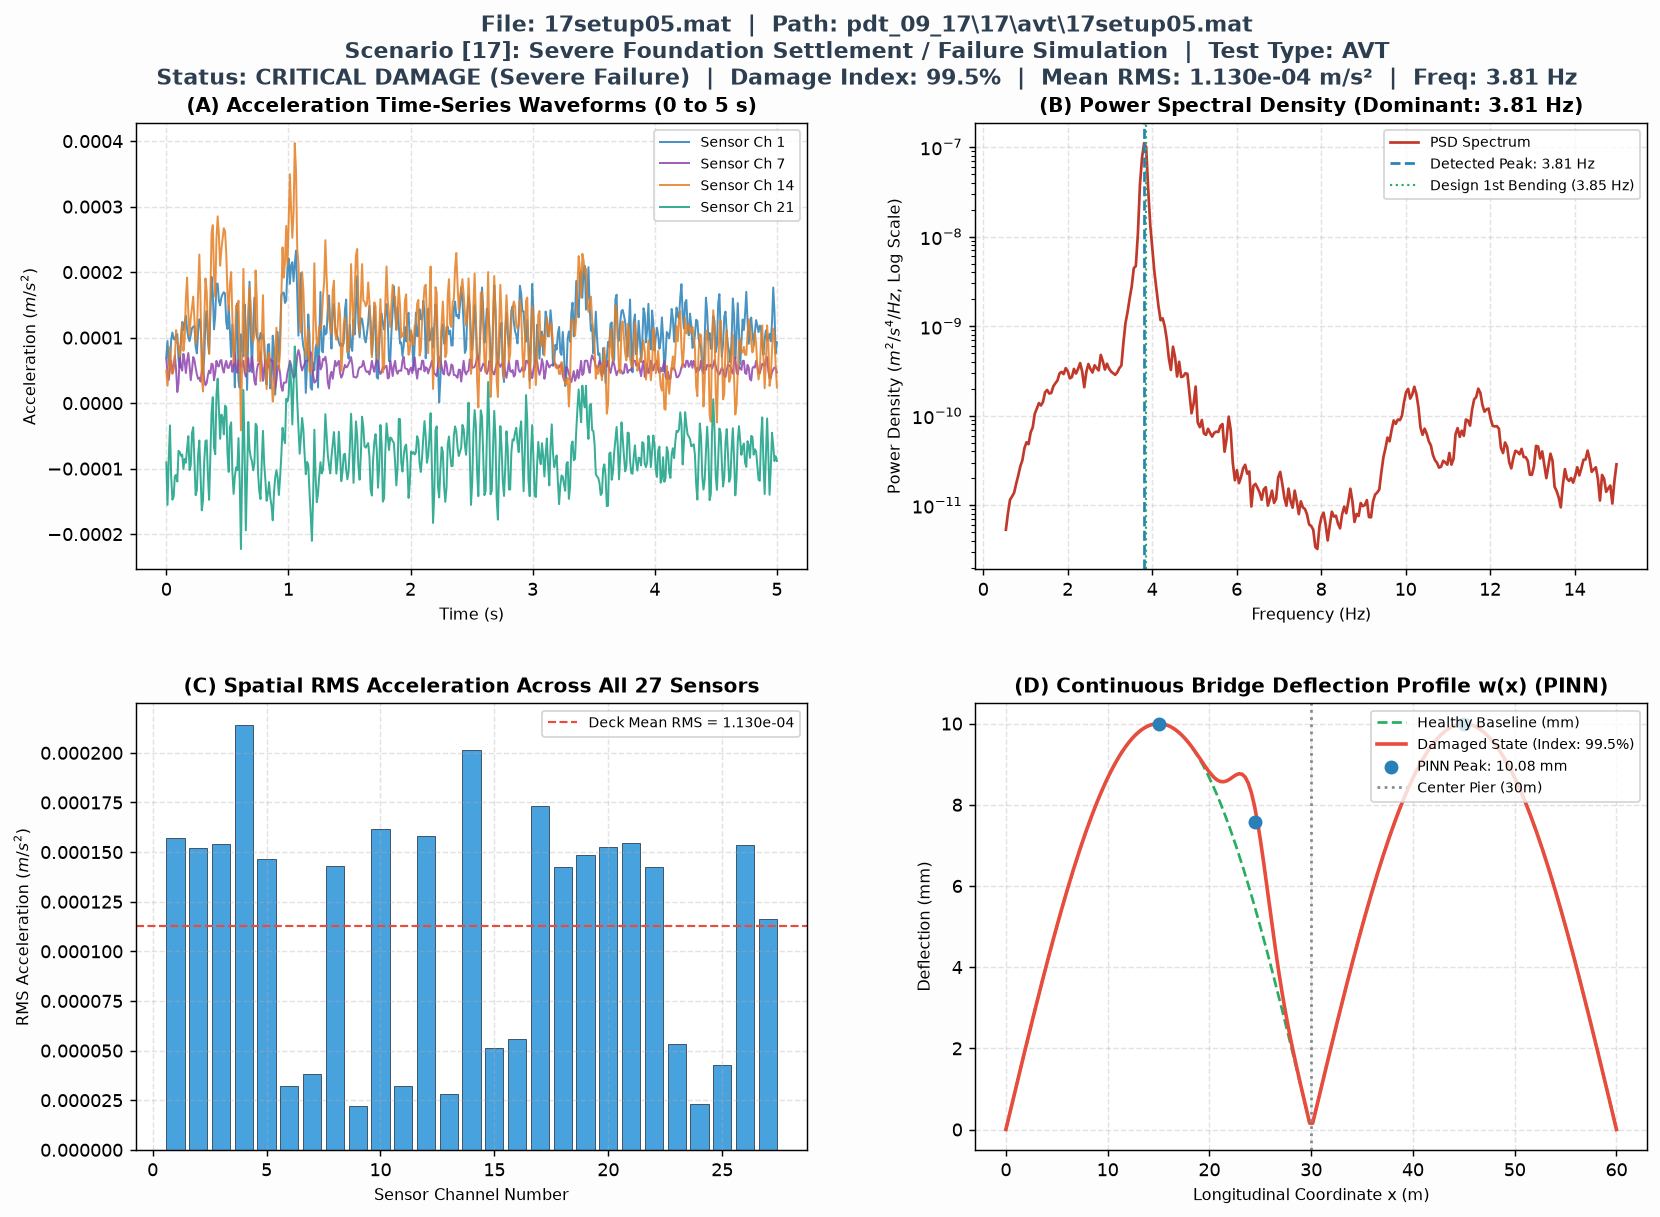 File: 17setup05.mat | Path: pdt_09_17\17\avt\17setup05.mat
Scenario [17]: Severe Foundation Settlement / Failure Simulation | Test Type: AVT
Status: CRITICAL DAMAGE (Severe Failure) | Damage Index: 99.5% | Mean RMS: 1.130e-04 m/s² | Freq: 3.81 Hz
(A) Acceleration Time-Series Waveforms (0 to 5 s)
Sensor Ch 1
Sensor Ch 7
Sensor Ch 14
Sensor Ch 21
0.0004
0.0003
0.0002
0.0001
0.0000
−0.0001
−0.0002
Acceleration (m/s²)
0 1 2 3 4 5
Time (s)
(B) Power Spectral Density (Dominant: 3.81 Hz)
PSD Spectrum
Detected Peak: 3.81 Hz
Design 1st Bending (3.85 Hz)
10⁻⁷
10⁻⁸
10⁻⁹
10⁻¹⁰
10⁻¹¹
Power Density (m²/s⁴/Hz, Log Scale)
0 2 4 6 8 10 12 14
Frequency (Hz)
(C) Spatial RMS Acceleration Across All 27 Sensors
Deck Mean RMS = 1.130e-04
0.000200
0.000175
0.000150
0.000125
0.000100
0.000075
0.000050
0.000025
0.000000
RMS Acceleration (m/s²)
0 5 10 15 20 25
Sensor Channel Number
(D) Continuous Bridge Deflection Profile w(x) (PINN)
Healthy Baseline (mm)
Damaged State (Index: 99.5%)
PINN Peak: 10.08 mm
Center Pier (30m)
10
8
6
4
2
0
Deflection (mm)
0 10 20 30 40 50 60
Longitudinal Coordinate x (m)